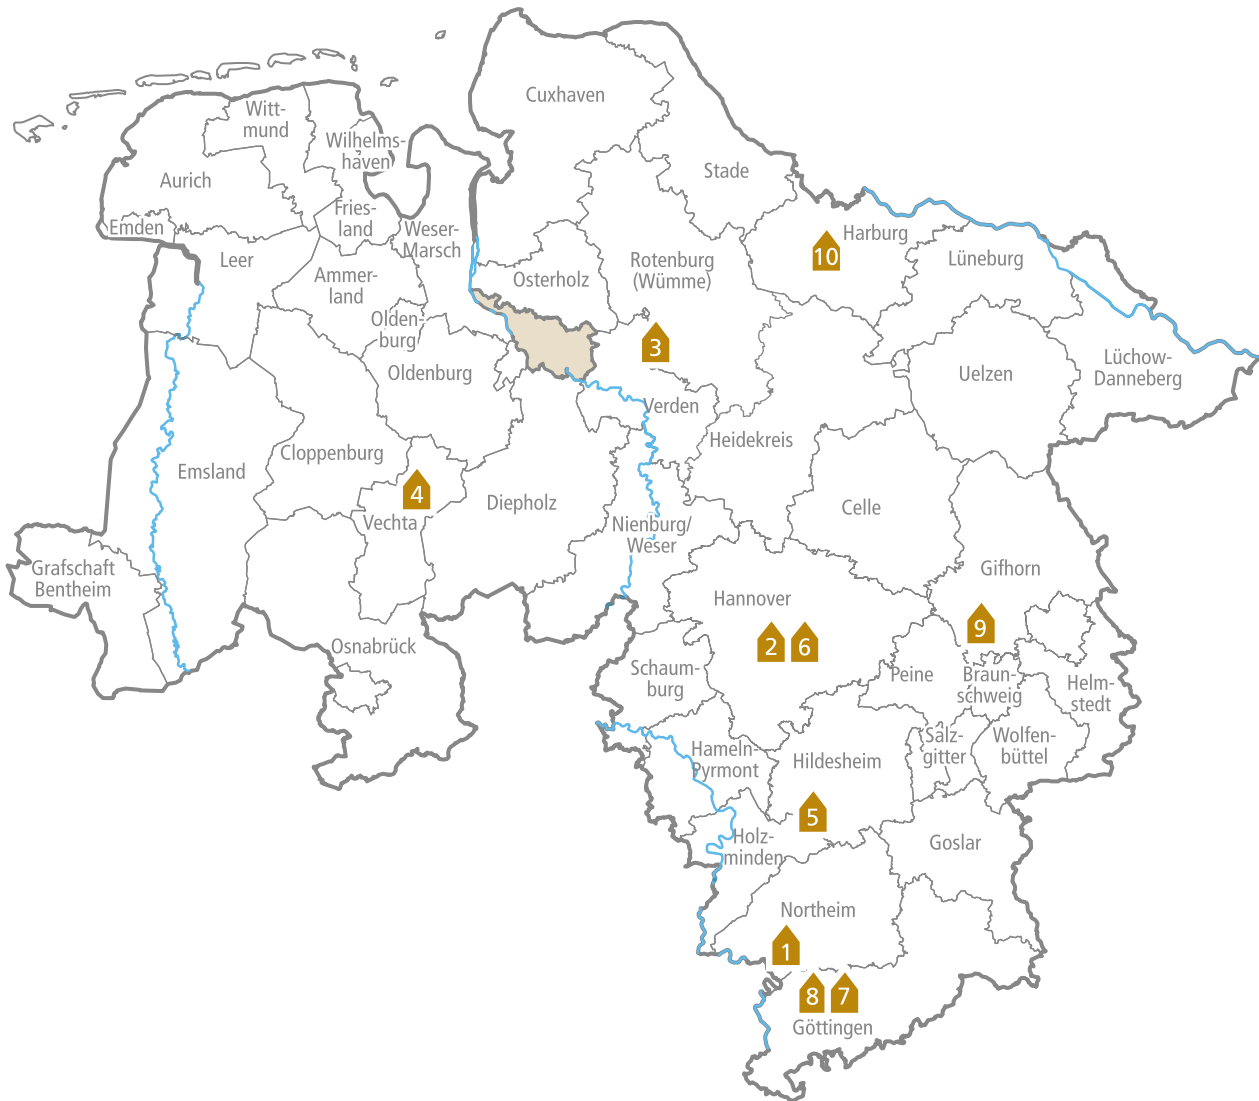 Cuxhaven
Witt-
mund
Wilhelms-
haven
Stade
Aurich
Fries-
land
Emden
Weser-
Marsch
Harburg
10
Leer
Ammer-
land
Osterholz
Rotenburg
(Wümme)
Lüneburg
Olden-
burg
3
Oldenburg
Uelzen
Lüchow-
Danneberg
Verden
Heidekreis
Cloppenburg
Emsland
4
Vechta
Diepholz
Celle
Nienburg/
Weser
Grafschaft
Bentheim
Gifhorn
Hannover
2
6
9
Osnabrück
Schaum-
burg
Peine
Braun-
schweig
Helm-
stedt
Hameln-
Pyrmont
Hildesheim
Salz-
gitter
Wolfen-
büttel
5
Holz-
minden
Goslar
Northeim
1
8
7
Göttingen